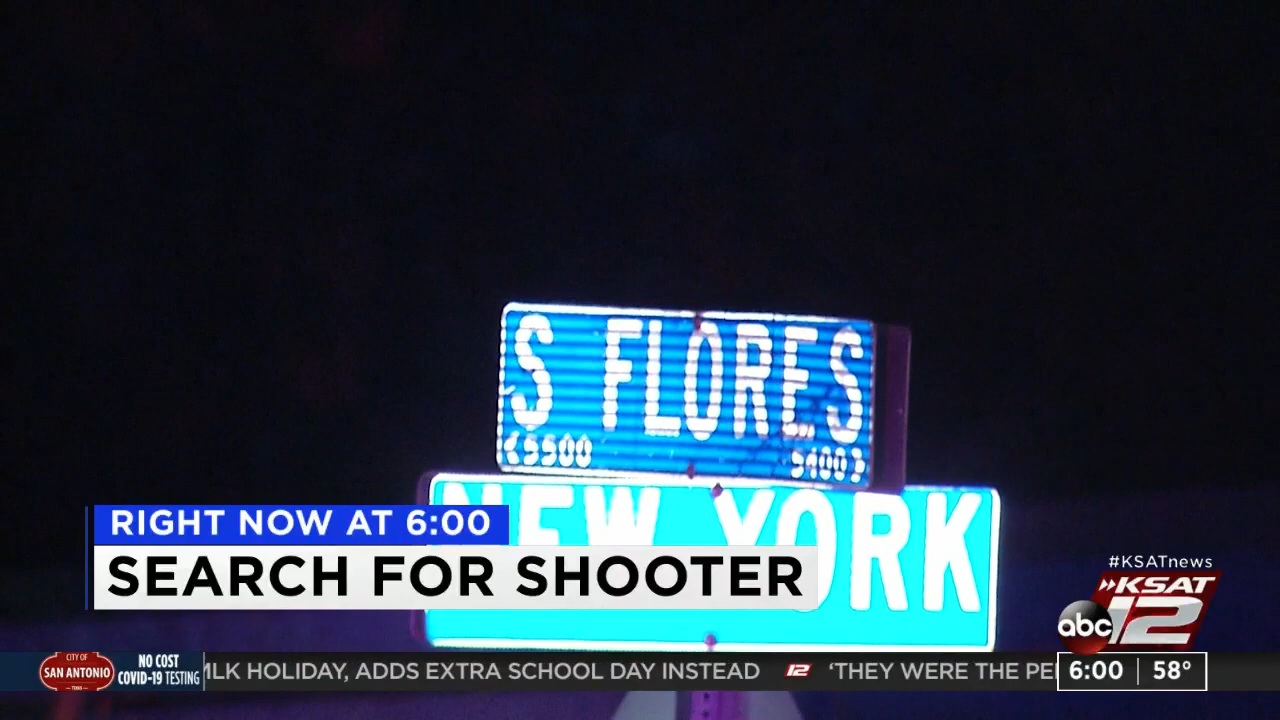 S FLORES
NEW YORK
RIGHT NOW AT 6:00
SEARCH FOR SHOOTER
#KSATnews
KSAT
abc 12
CITY OF
SAN ANTONIO
TEXAS
NO COST
COVID-19 TESTING
MLK HOLIDAY, ADDS EXTRA SCHOOL DAY INSTEAD 12 ‘THEY WERE THE PE
6:00 58°